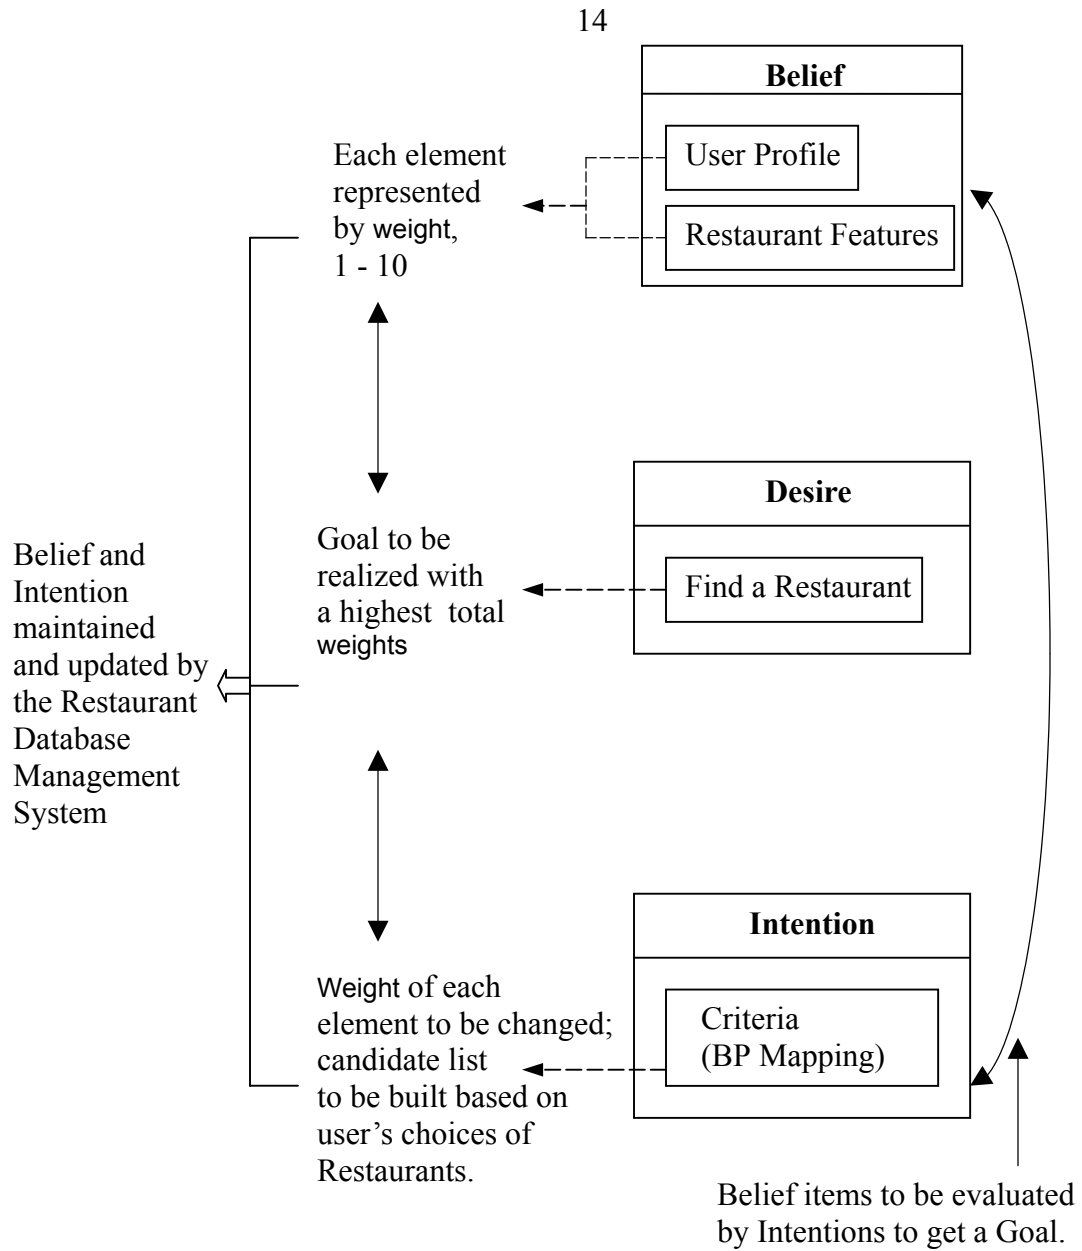 14
Belief
User Profile
Restaurant Features
Each element
represented
by weight,
1 - 10
Desire
Find a Restaurant
Goal to be
realized with
a highest total
weights
Belief and
Intention
maintained
and updated by
the Restaurant
Database
Management
System
Intention
Criteria
(BP Mapping)
Weight of each
element to be changed;
candidate list
to be built based on
user’s choices of
Restaurants.
Belief items to be evaluated
by Intentions to get a Goal.